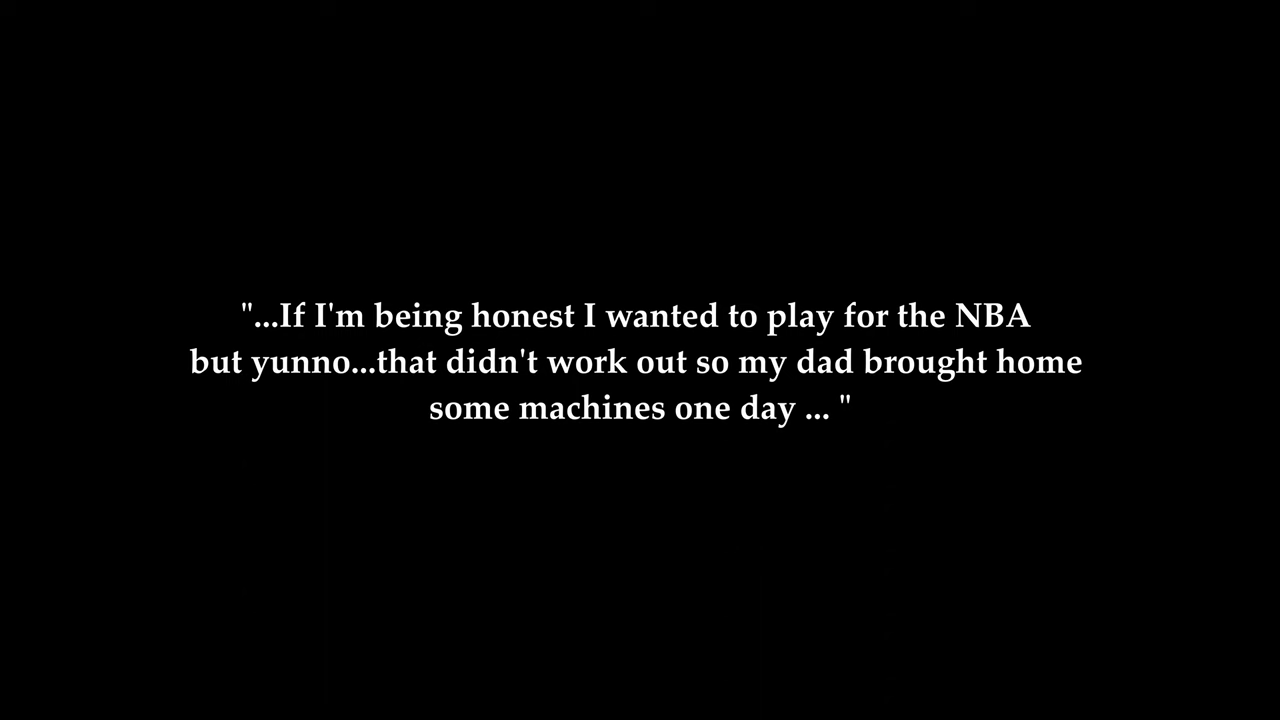 "...If I'm being honest I wanted to play for the NBA
but yunno...that didn't work out so my dad brought home
some machines one day ... "